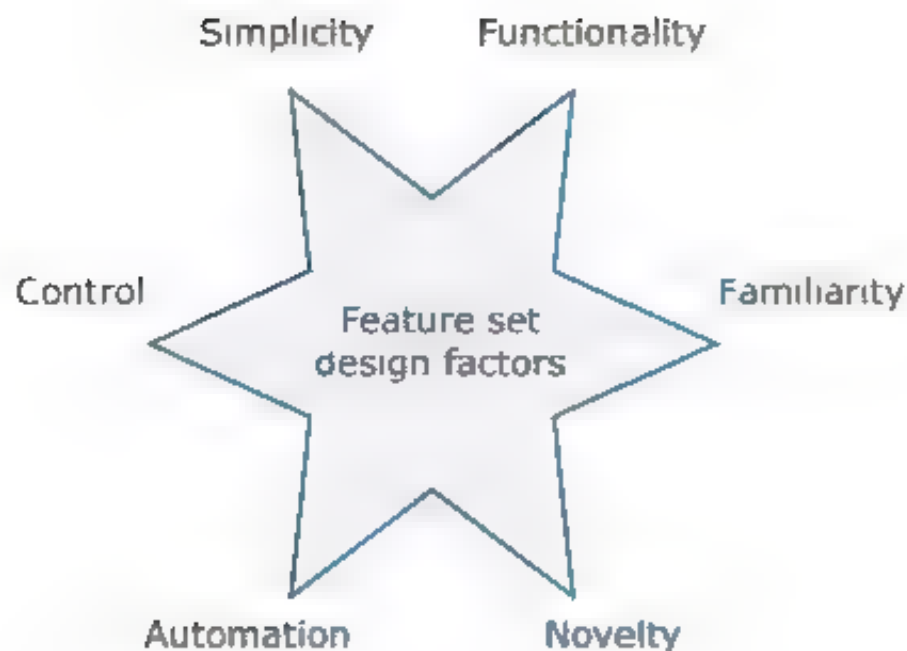 Simplicity Functionality
Control
Familiarity
Feature set
design factors
Automation Novelty